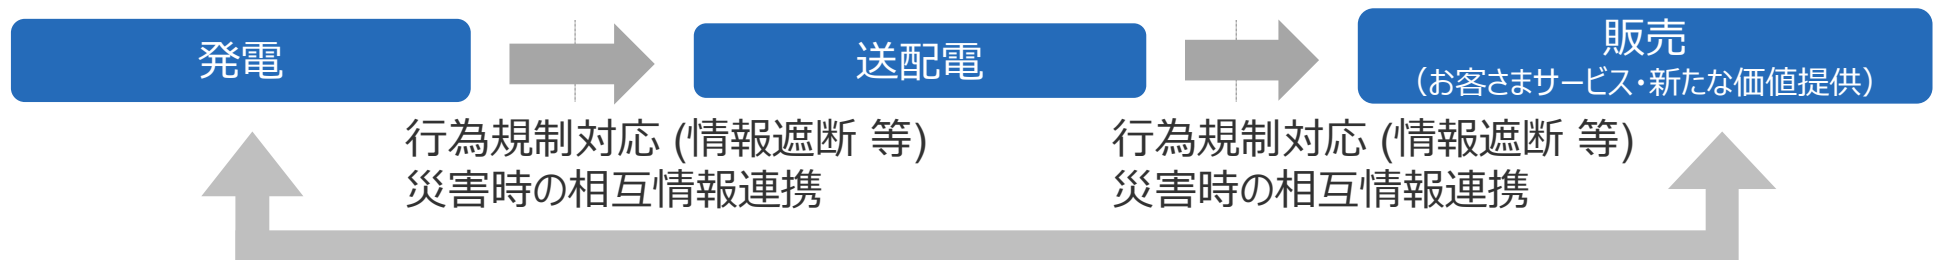 発電
送配電
販売
（お客さまサービス・新たな価値提供）
行為規制対応 (情報遮断 等)
災害時の相互情報連携
行為規制対応 (情報遮断 等)
災害時の相互情報連携